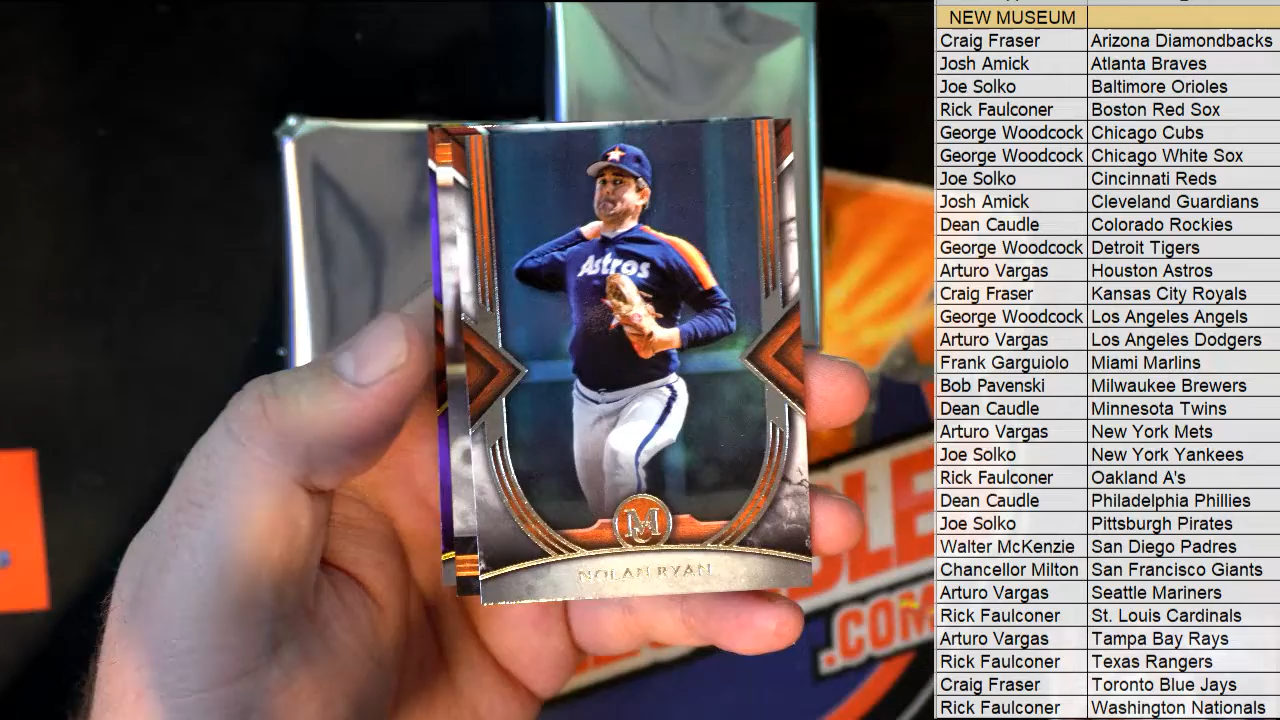 Astros
M
NOLAN RYAN
.COM
NEW MUSEUM
Craig Fraser Arizona Diamondbacks
Josh Amick Atlanta Braves
Joe Solko Baltimore Orioles
Rick Faulconer Boston Red Sox
George Woodcock Chicago Cubs
George Woodcock Chicago White Sox
Joe Solko Cincinnati Reds
Josh Amick Cleveland Guardians
Dean Caudle Colorado Rockies
George Woodcock Detroit Tigers
Arturo Vargas Houston Astros
Craig Fraser Kansas City Royals
George Woodcock Los Angeles Angels
Arturo Vargas Los Angeles Dodgers
Frank Garguiolo Miami Marlins
Bob Pavenski Milwaukee Brewers
Dean Caudle Minnesota Twins
Arturo Vargas New York Mets
Joe Solko New York Yankees
Rick Faulconer Oakland A's
Dean Caudle Philadelphia Phillies
Joe Solko Pittsburgh Pirates
Walter McKenzie San Diego Padres
Chancellor Milton San Francisco Giants
Arturo Vargas Seattle Mariners
Rick Faulconer St. Louis Cardinals
Arturo Vargas Tampa Bay Rays
Rick Faulconer Texas Rangers
Craig Fraser Toronto Blue Jays
Rick Faulconer Washington Nationals